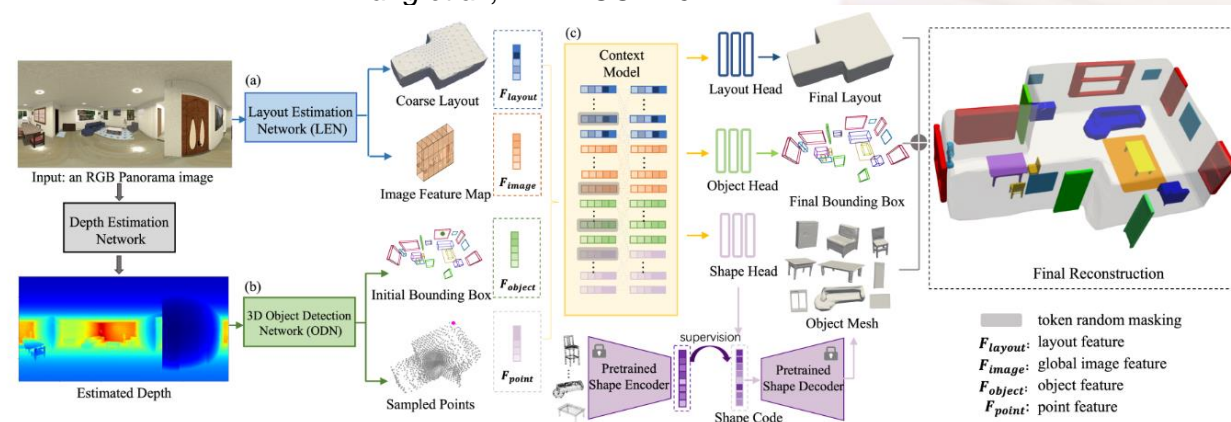 (a)
Layout Estimation
Network (LEN)
Input: an RGB Panorama image
Depth Estimation
Network
Estimated Depth
(b)
3D Object Detection
Network (ODN)
Coarse Layout
F_layout
Image Feature Map
F_image
Initial Bounding Box
F_object
Sampled Points
F_point
(c)
Context
Model
Layout Head
Final Layout
Object Head
Final Bounding Box
Shape Head
Object Mesh
supervision
Pretrained
Shape Encoder
Pretrained
Shape Decoder
Shape Code
Final Reconstruction
token random masking
F_layout: layout feature
F_image: global image feature
F_object: object feature
F_point: point feature